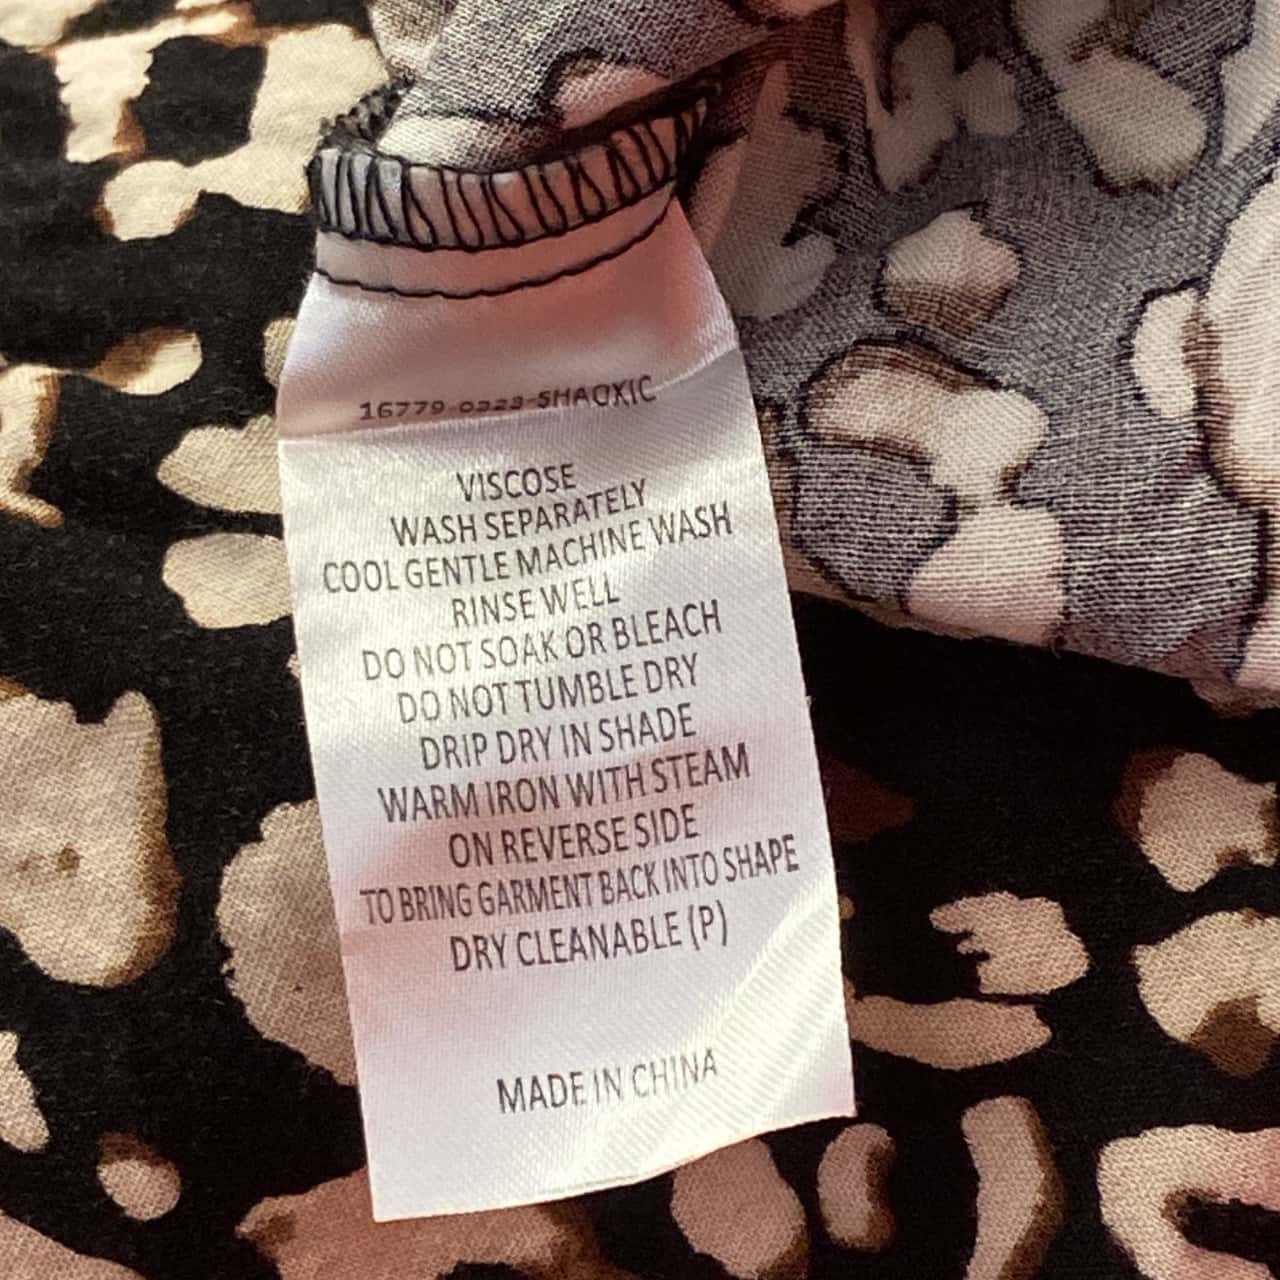 16779-0323-SHAOXIC
VISCOSE
WASH SEPARATELY
COOL GENTLE MACHINE WASH
RINSE WELL
DO NOT SOAK OR BLEACH
DO NOT TUMBLE DRY
DRIP DRY IN SHADE
WARM IRON WITH STEAM
ON REVERSE SIDE
TO BRING GARMENT BACK INTO SHAPE
DRY CLEANABLE (P)
MADE IN CHINA